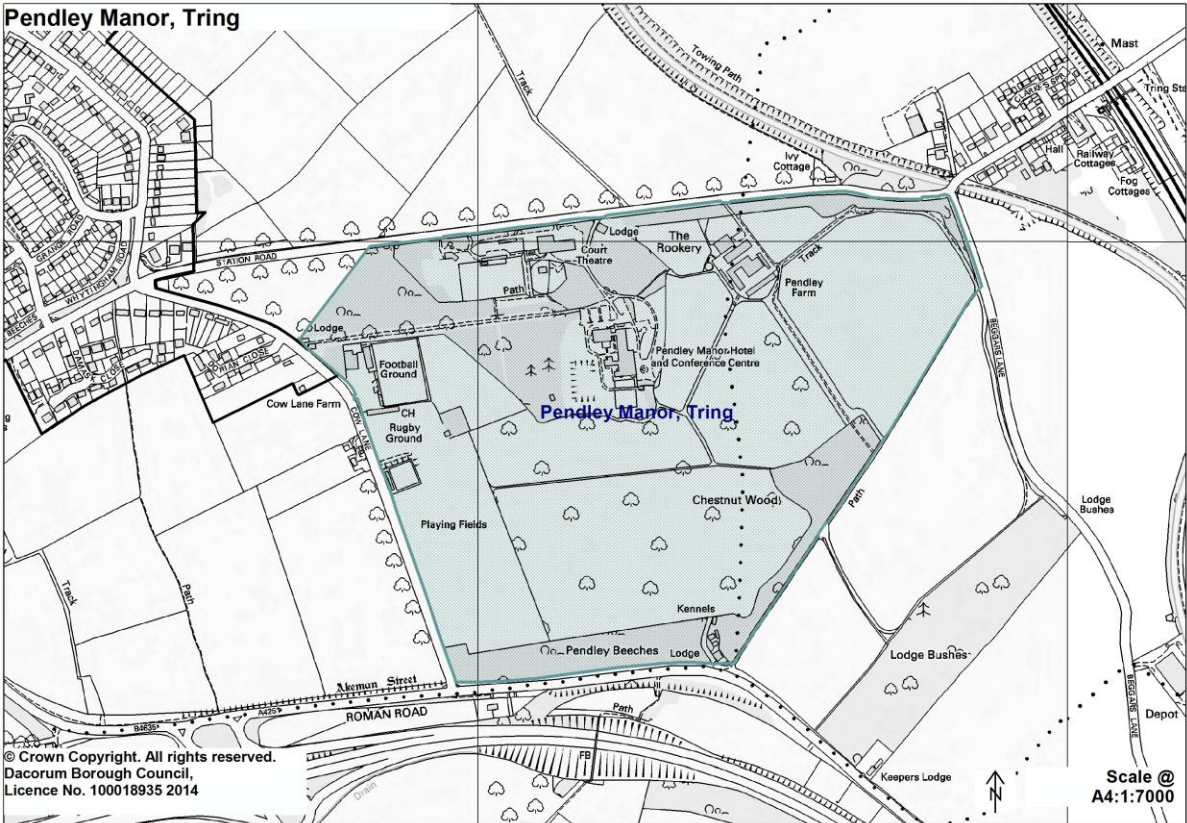 Pendley Manor, Tring
Mast
Towing Path
Track
Tring Sta
Hall
Railway
Cottages
Fog
Cottages
Ivy
Cottage
GRANGE ROAD
STATION ROAD
WHYTINGHAM ROAD
BEECHES
Lodge
Court
Theatre
The
Rookery
Track
Pendley
Farm
Path
Lodge
Football
Ground
Pendley Manor Hotel
and Conference Centre
BEGGARS LANE
Cow Lane Farm
COW LANE
CH
Rugby
Ground
Pendley Manor, Tring
Chestnut Wood
Path
Lodge
Bushes
Playing Fields
Track
Path
Kennels
Pendley Beeches
Lodge
Lodge Bushes
BEGGARS LANE
Akeman Street
ROMAN ROAD
B4635
Path
Depot
FB
Drain
Keepers Lodge
© Crown Copyright. All rights reserved.
Dacorum Borough Council,
Licence No. 100018935 2014
N
Scale @
A4:1:7000